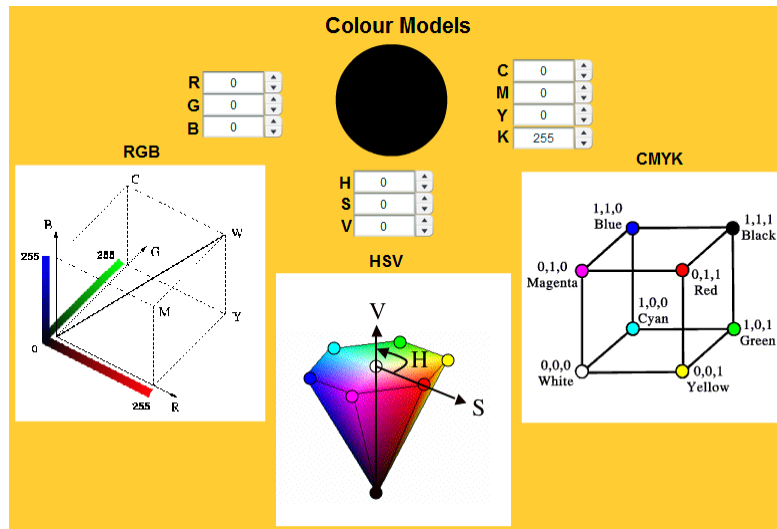 Colour Models
R 0
G 0
B 0
C 0
M 0
Y 0
K 255
RGB
H 0
S 0
V 0
CMYK
HSV
C
B
W
255
255
G
M
Y
0
255
R
V
H
S
1,1,0
Blue
1,1,1
Black
0,1,0
Magenta
0,1,1
Red
1,0,0
Cyan
1,0,1
Green
0,0,0
White
0,0,1
Yellow